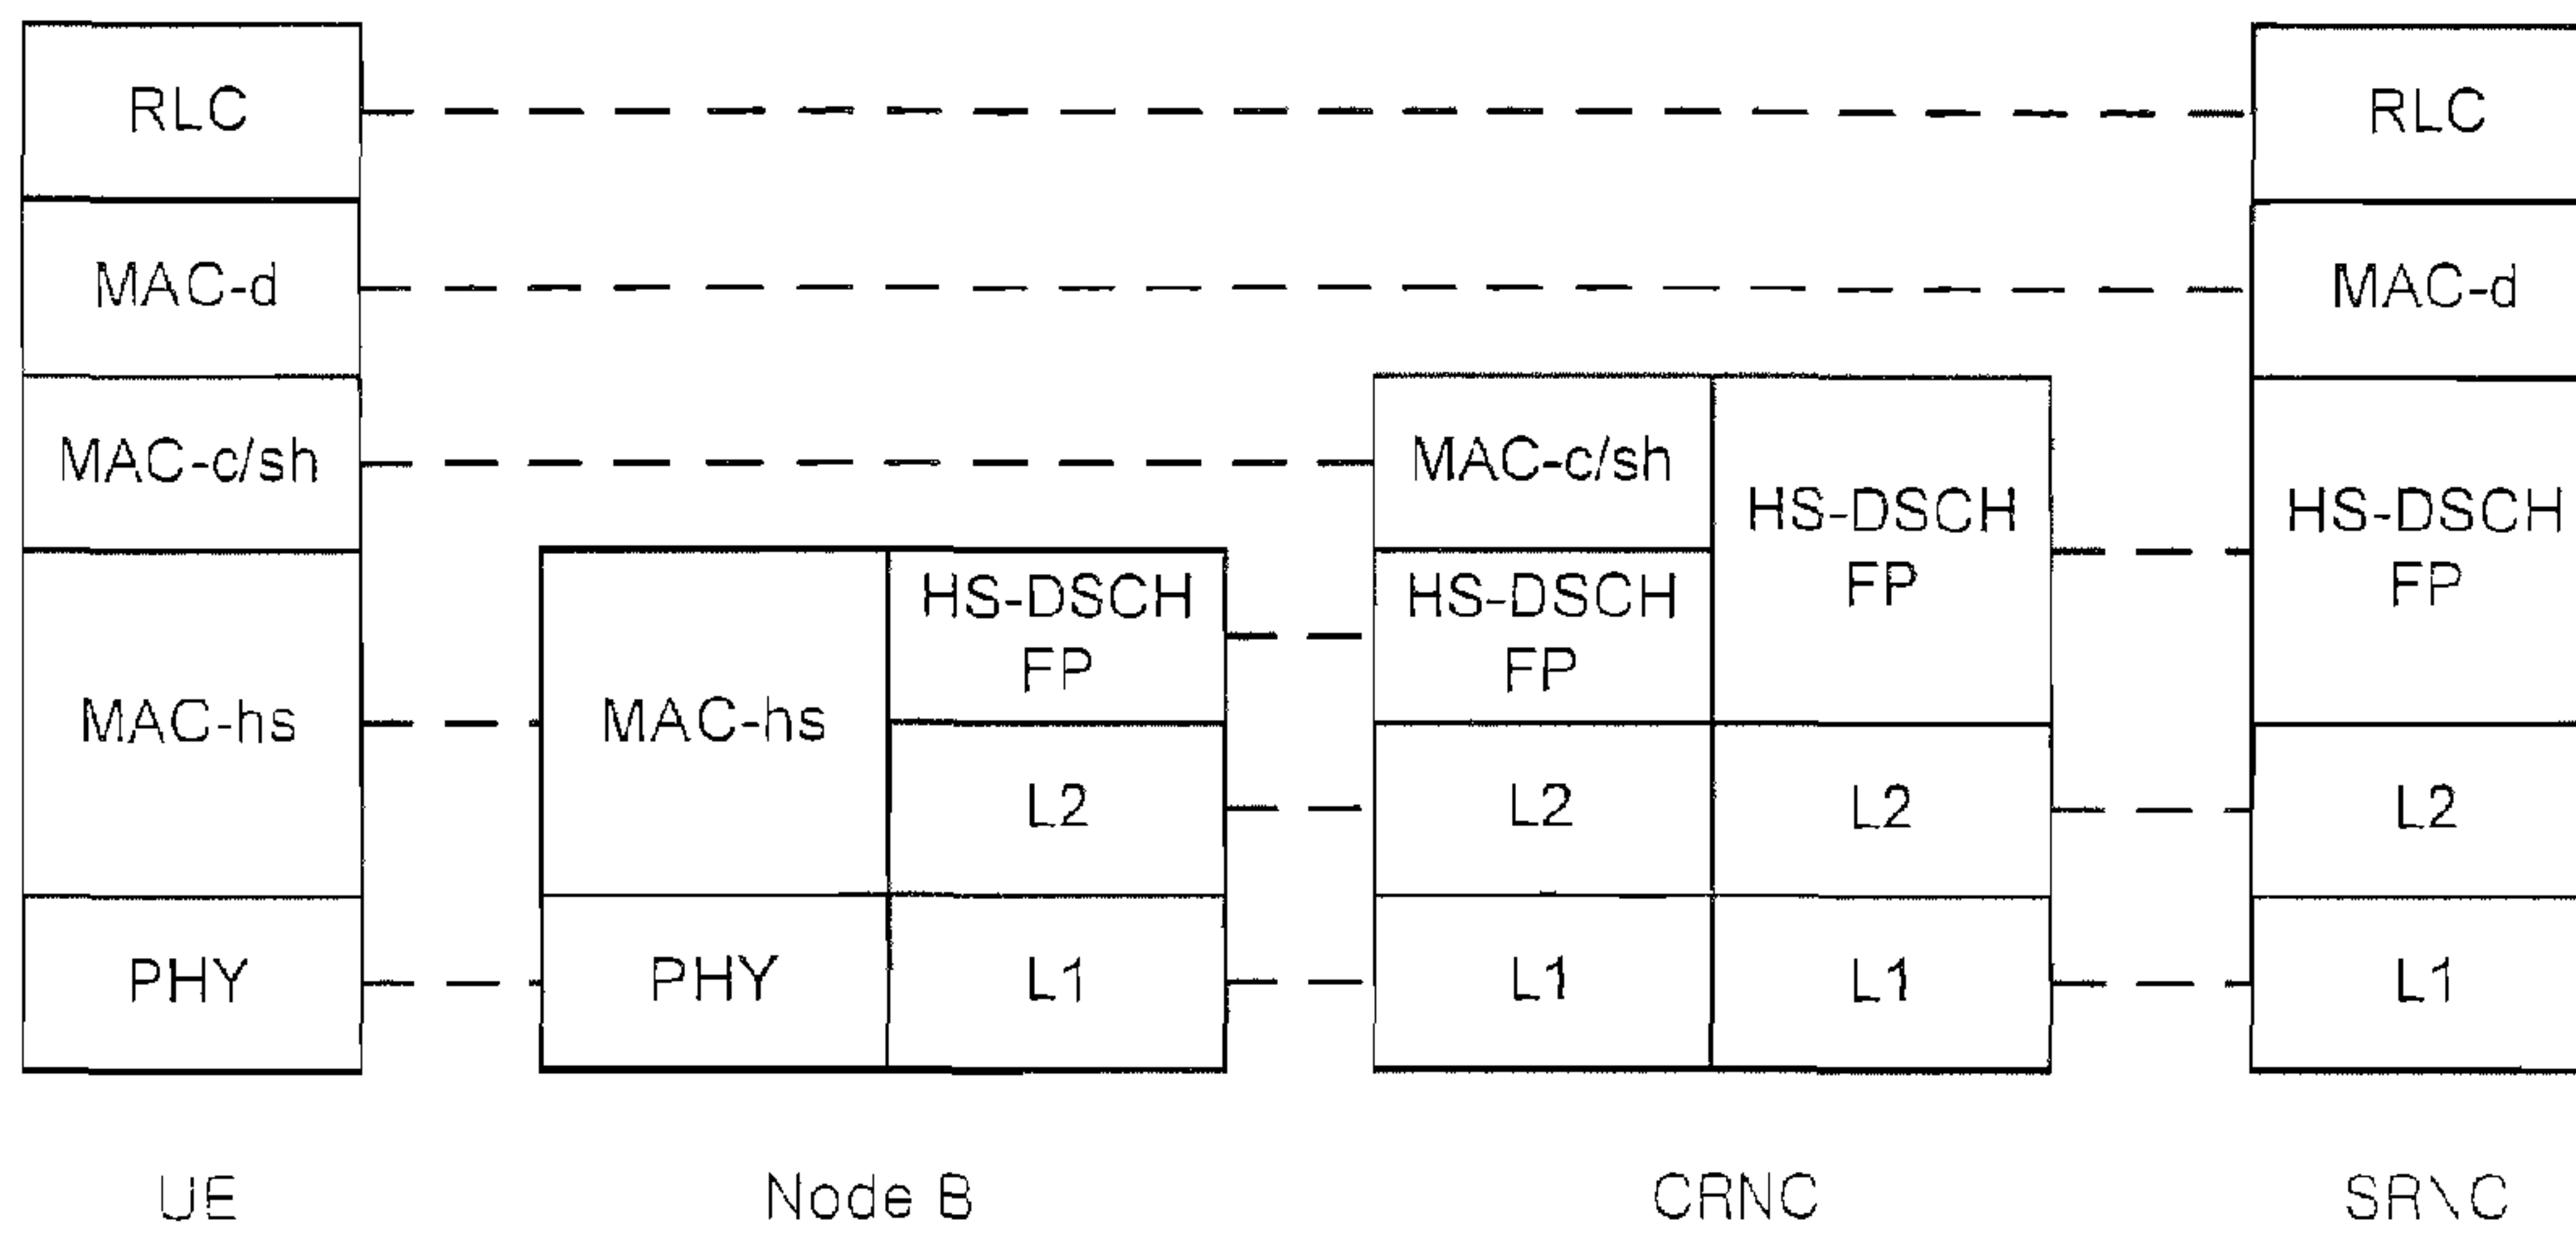 RLC
RLC
MAC-d
MAC-d
MAC-c/sh
MAC-c/sh
HS-DSCH
FP
HS-DSCH
FP
MAC-hs
MAC-hs
HS-DSCH
FP
HS-DSCH
FP
L2
L2
L2
L2
PHY
PHY
L1
L1
L1
L1
UE
Node B
CRNC
SRNC